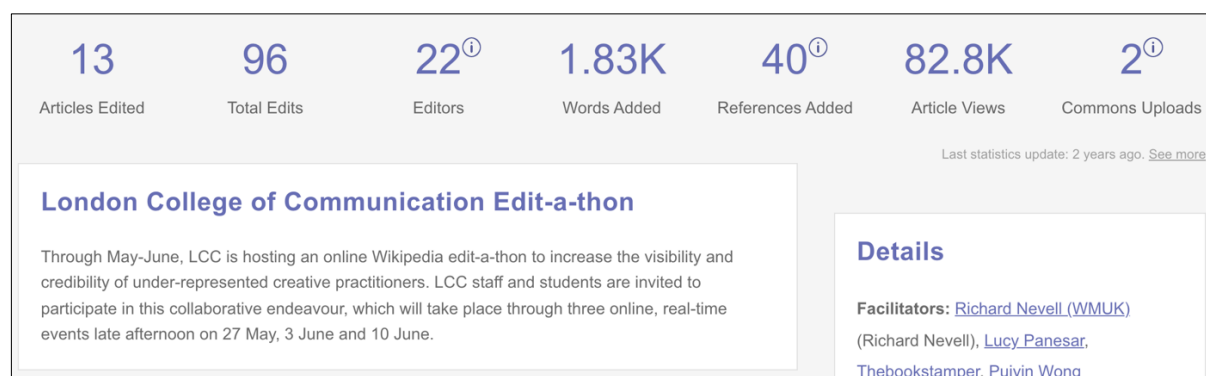 13 96 22ⓘ 1.83K 40ⓘ 82.8K 2ⓘ
Articles Edited Total Edits Editors Words Added References Added Article Views Commons Uploads
Last statistics update: 2 years ago. See more
London College of Communication Edit-a-thon
Through May-June, LCC is hosting an online Wikipedia edit-a-thon to increase the visibility and
credibility of under-represented creative practitioners. LCC staff and students are invited to
participate in this collaborative endeavour, which will take place through three online, real-time
events late afternoon on 27 May, 3 June and 10 June.
Details
Facilitators: Richard Nevell (WMUK)
(Richard Nevell), Lucy Panesar,
Thebookstamper, Puiyin Wong